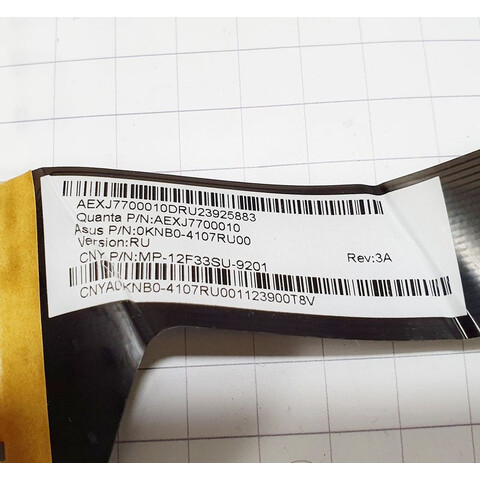 AEXJ7700010DRU23925883
Quanta P/N:AEXJ7700010
Asus P/N:0KNB0-4107RU00
Version:RU
CNY P/N:MP-12F33SU-9201 Rev:3A
CNYA0KNB0-4107RU001123900T8V